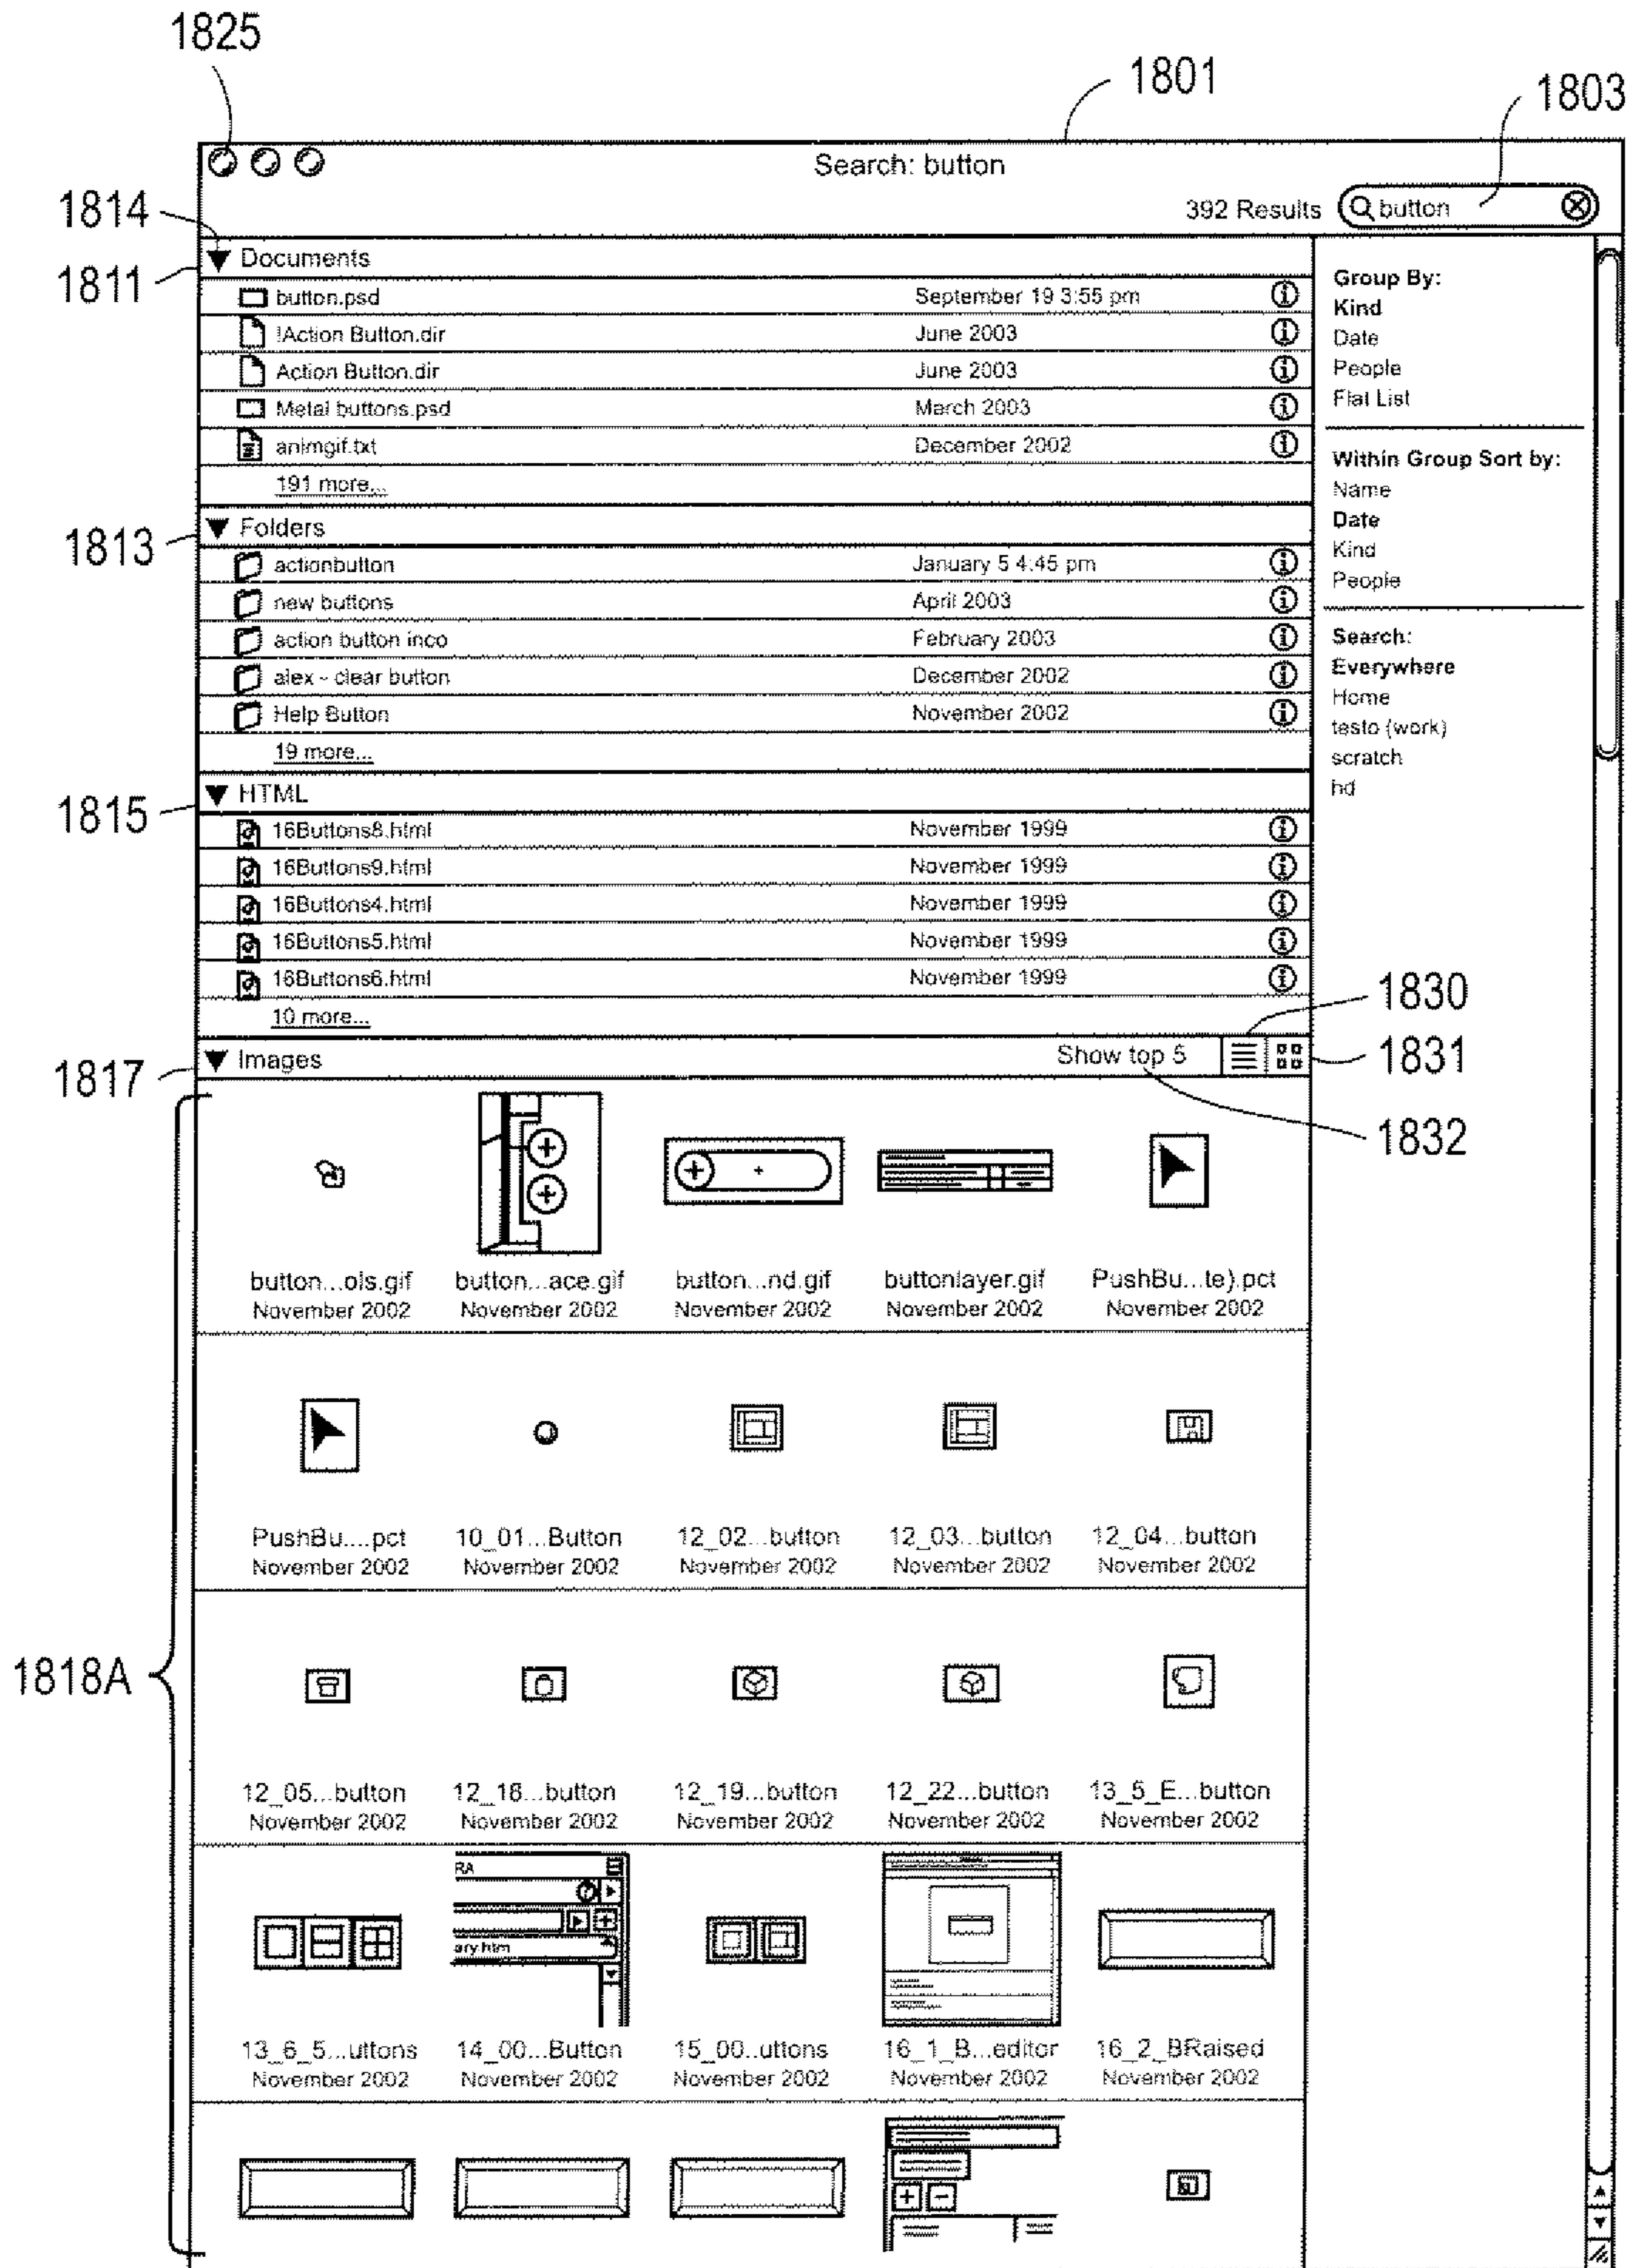 1825
1801
1803
Search: button
392 Results
button
1814
1811
Documents
button.psd September 19 3:55 pm
!Action Button.dir June 2003
Action Button.dir June 2003
Metal buttons.psd March 2003
animgif.txt December 2002
191 more...
1813
Folders
actionbutton January 5 4:45 pm
new buttons April 2003
action button inco February 2003
alex - clear button December 2002
Help Button November 2002
19 more...
1815
HTML
16Buttons8.html November 1999
16Buttons9.html November 1999
16Buttons4.html November 1999
16Buttons5.html November 1999
16Buttons6.html November 1999
10 more...
Group By:
Kind
Date
People
Flat List
Within Group Sort by:
Name
Date
Kind
People
Search:
Everywhere
Home
testo (work)
scratch
hd
1830
1831
1832
1817
Images Show top 5
1818A
button...ols.gif button...ace.gif button...nd.gif buttonlayer.gif PushBu...te).pct
November 2002 November 2002 November 2002 November 2002 November 2002
PushBu....pct 10_01...Button 12_02...button 12_03...button 12_04...button
November 2002 November 2002 November 2002 November 2002 November 2002
12_05...button 12_18...button 12_19...button 12_22...button 13_5_E...button
November 2002 November 2002 November 2002 November 2002 November 2002
RA
ary.htm
13_6_5...uttons 14_00...Button 15_00..uttons 16_1_B...editor 16_2_BRaised
November 2002 November 2002 November 2002 November 2002 November 2002